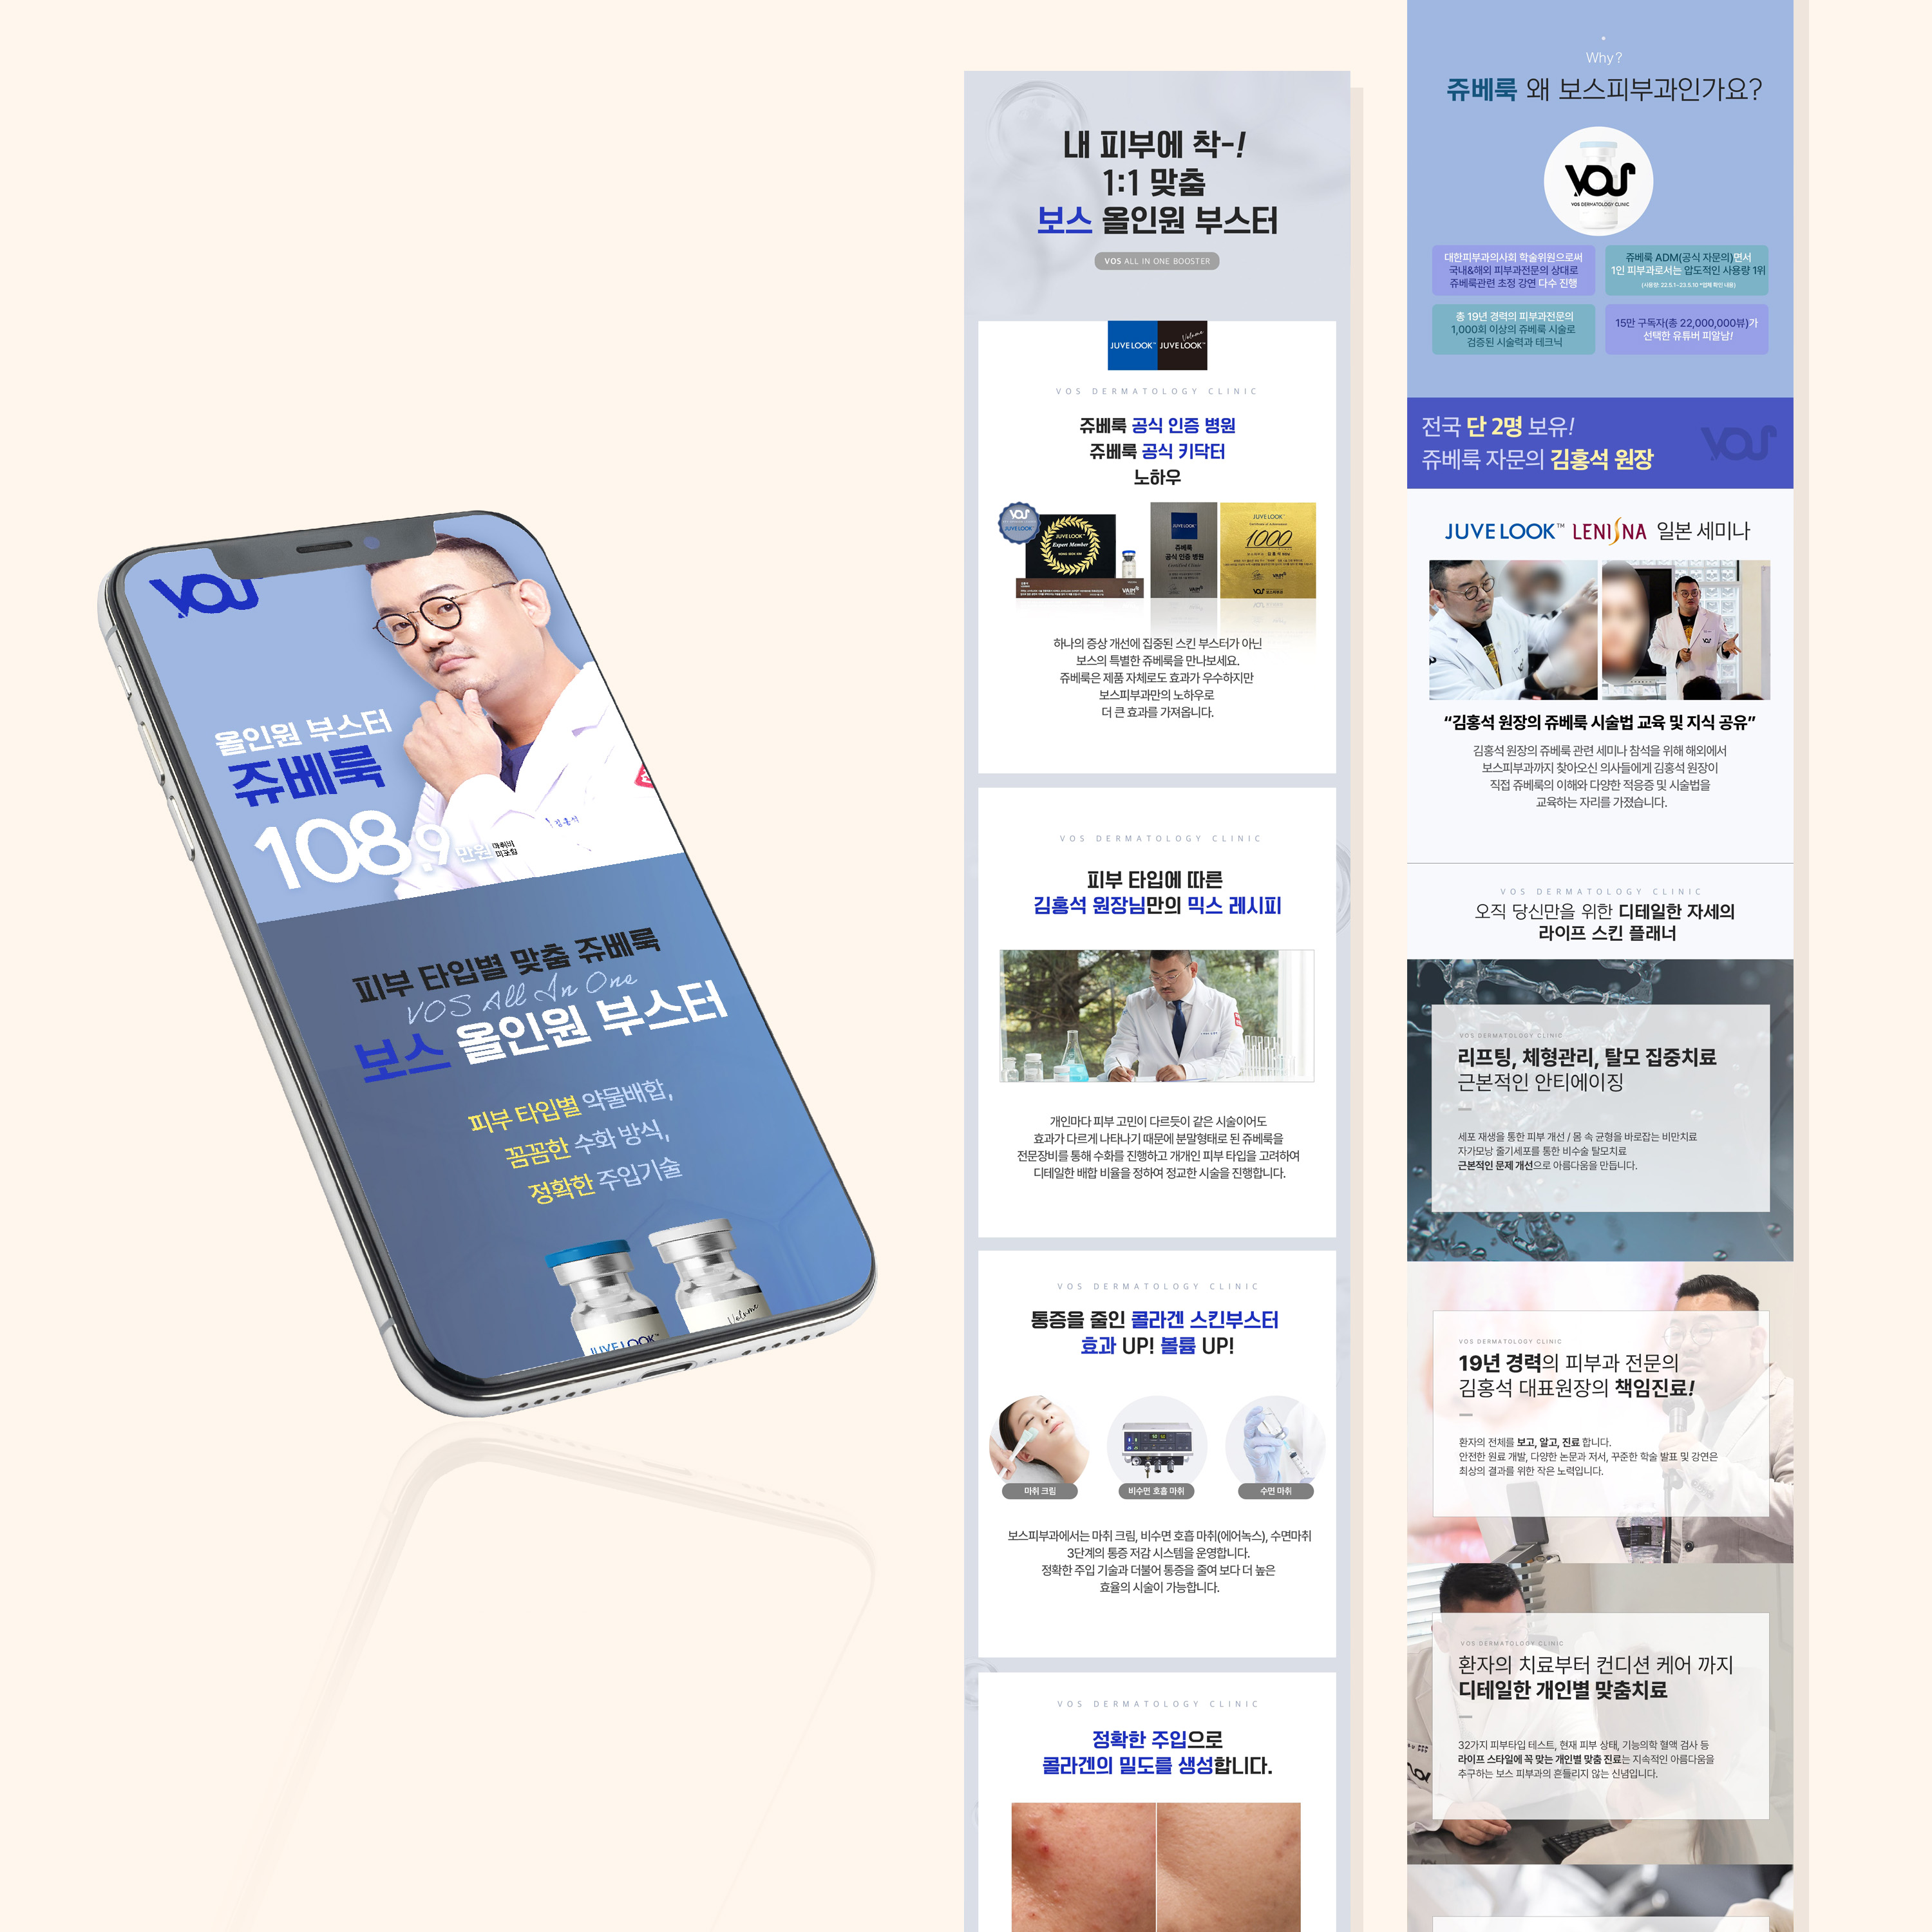 VOS
올인원 부스터
쥬베룩
108.9 만원 마취비
미포함
피부 타입별 맞춤 쥬베룩
VOS All In One
보스 올인원 부스터
피부 타입별 약물배합,
꼼꼼한 수화 방식,
정확한 주입기술
JUVELOOK™
Volume
내 피부에 착-!
1:1 맞춤
보스 올인원 부스터
VOS ALL IN ONE BOOSTER
JUVELOOK™ JUVELOOK™ Volume
VOS DERMATOLOGY CLINIC
쥬베룩 공식 인증 병원
쥬베룩 공식 키닥터
노하우
VOS
JUVELOOK
JUVELOOK™
Expert Member
VAIM
JUVELOOK
쥬베룩
공식 인증 병원
JUVELOOK™
1000
VAIM
VOS
하나의 증상 개선에 집중된 스킨 부스터가 아닌
보스의 특별한 쥬베룩을 만나보세요.
쥬베룩은 제품 자체로도 효과가 우수하지만
보스피부과만의 노하우로
더 큰 효과를 가져옵니다.
VOS DERMATOLOGY CLINIC
피부 타입에 따른
김홍석 원장님만의 믹스 레시피
개인마다 피부 고민이 다르듯이 같은 시술이어도
효과가 다르게 나타나기 때문에 분말형태로 된 쥬베룩을
전문장비를 통해 수화를 진행하고 개개인 피부 타입을 고려하여
디테일한 배합 비율을 정하여 정교한 시술을 진행합니다.
VOS DERMATOLOGY CLINIC
통증을 줄인 콜라겐 스킨부스터
효과 UP! 볼륨 UP!
마취 크림
비수면 호흡 마취
수면 마취
보스피부과에서는 마취 크림, 비수면 호흡 마취(에어녹스), 수면마취
3단계의 통증 저감 시스템을 운영합니다.
정확한 주입 기술과 더불어 통증을 줄여 보다 더 높은
효율의 시술이 가능합니다.
VOS DERMATOLOGY CLINIC
정확한 주입으로
콜라겐의 밀도를 생성합니다.
Why?
쥬베룩 왜 보스피부과인가요?
VOS
VOS DERMATOLOGY CLINIC
대한피부과의사회 학술위원으로써
국내&해외 피부과전문의 상대로
쥬베룩관련 초정 강연 다수 진행
쥬베룩 ADM(공식 자문의)면서
1인 피부과로서는 압도적인 사용량 1위
(사용량: 22.5.1~23.5.10 *업체 확인 내용)
총 19년 경력의 피부과전문의
1,000회 이상의 쥬베룩 시술로
검증된 시술력과 테크닉
15만 구독자(총 22,000,000뷰)가
선택한 유튜버 피알남!
전국 단 2명 보유!
쥬베룩 자문의 김홍석 원장
VOS
JUVELOOK™ LENISNA 일본 세미나
“김홍석 원장의 쥬베룩 시술법 교육 및 지식 공유”
김홍석 원장의 쥬베룩 관련 세미나 참석을 위해 해외에서
보스피부과까지 찾아오신 의사들에게 김홍석 원장이
직접 쥬베룩의 이해와 다양한 적응증 및 시술법을
교육하는 자리를 가졌습니다.
VOS DERMATOLOGY CLINIC
오직 당신만을 위한 디테일한 자세의
라이프 스킨 플래너
VOS DERMATOLOGY CLINIC
리프팅, 체형관리, 탈모 집중치료
근본적인 안티에이징
세포 재생을 통한 피부 개선 / 몸 속 균형을 바로잡는 비만치료
자가모낭 줄기세포를 통한 비수술 탈모치료
근본적인 문제 개선으로 아름다움을 만듭니다.
VOS DERMATOLOGY CLINIC
19년 경력의 피부과 전문의
김홍석 대표원장의 책임진료!
환자의 전체를 보고, 알고, 진료 합니다.
안전한 원료 개발, 다양한 논문과 저서, 꾸준한 학술 발표 및 강연은
최상의 결과를 위한 작은 노력입니다.
VOS DERMATOLOGY CLINIC
환자의 치료부터 컨디션 케어 까지
디테일한 개인별 맞춤치료
32가지 피부타입 테스트, 현재 피부 상태, 기능의학 혈액 검사 등
라이프 스타일에 꼭 맞는 개인별 맞춤 진료는 지속적인 아름다움을
추구하는 보스 피부과의 흔들리지 않는 신념입니다.